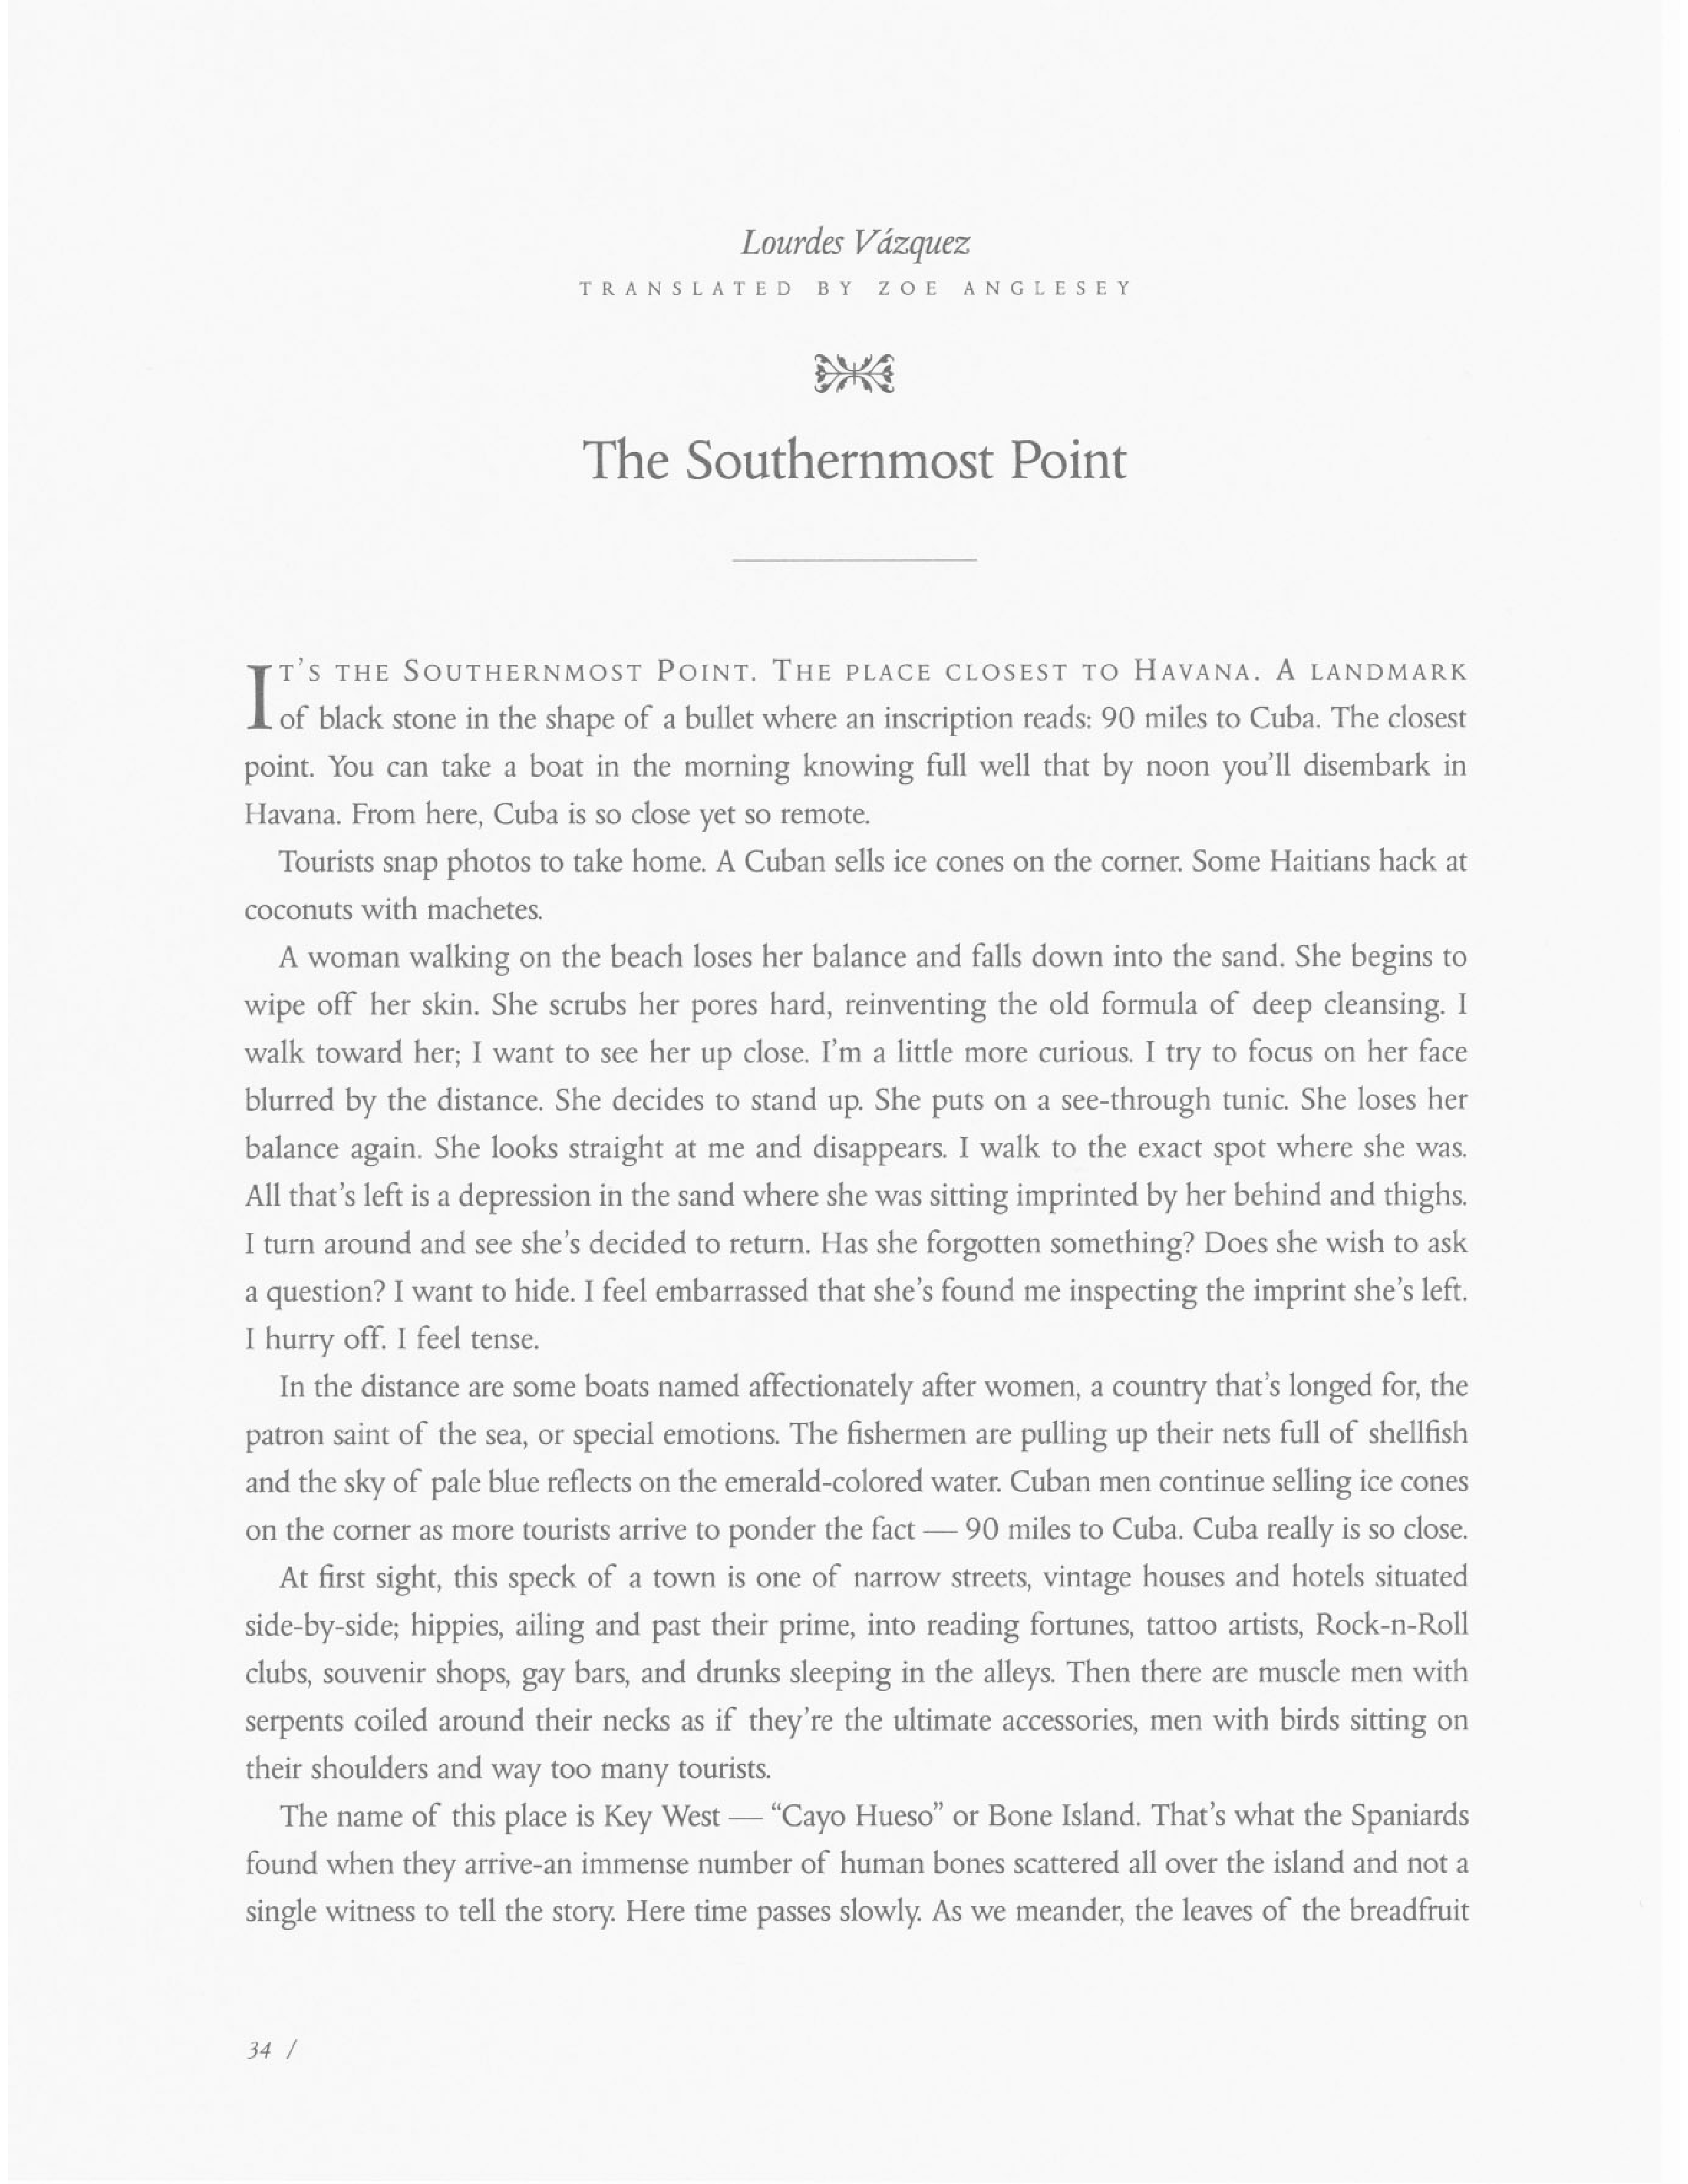 Lourdes Vázquez
TRANSLATED BY ZOE ANGLESEY
The Southernmost Point
IT'S THE SOUTHERNMOST POINT. THE PLACE CLOSEST TO HAVANA. A LANDMARK
of black stone in the shape of a bullet where an inscription reads: 90 miles to Cuba. The closest
point. You can take a boat in the morning knowing full well that by noon you'll disembark in
Havana. From here, Cuba is so close yet so remote.
Tourists snap photos to take home. A Cuban sells ice cones on the corner. Some Haitians hack at
coconuts with machetes.
A woman walking on the beach loses her balance and falls down into the sand. She begins to
wipe off her skin. She scrubs her pores hard, reinventing the old formula of deep cleansing. I
walk toward her; I want to see her up close. I'm a little more curious. I try to focus on her face
blurred by the distance. She decides to stand up. She puts on a see-through tunic. She loses her
balance again. She looks straight at me and disappears. I walk to the exact spot where she was.
All that's left is a depression in the sand where she was sitting imprinted by her behind and thighs.
I turn around and see she's decided to return. Has she forgotten something? Does she wish to ask
a question? I want to hide. I feel embarrassed that she's found me inspecting the imprint she's left.
I hurry off. I feel tense.
In the distance are some boats named affectionately after women, a country that's longed for, the
patron saint of the sea, or special emotions. The fishermen are pulling up their nets full of shellfish
and the sky of pale blue reflects on the emerald-colored water. Cuban men continue selling ice cones
on the corner as more tourists arrive to ponder the fact — 90 miles to Cuba. Cuba really is so close.
At first sight, this speck of a town is one of narrow streets, vintage houses and hotels situated
side-by-side; hippies, ailing and past their prime, into reading fortunes, tattoo artists, Rock-n-Roll
clubs, souvenir shops, gay bars, and drunks sleeping in the alleys. Then there are muscle men with
serpents coiled around their necks as if they're the ultimate accessories, men with birds sitting on
their shoulders and way too many tourists.
The name of this place is Key West — “Cayo Hueso” or Bone Island. That's what the Spaniards
found when they arrive-an immense number of human bones scattered all over the island and not a
single witness to tell the story. Here time passes slowly. As we meander, the leaves of the breadfruit
34 /